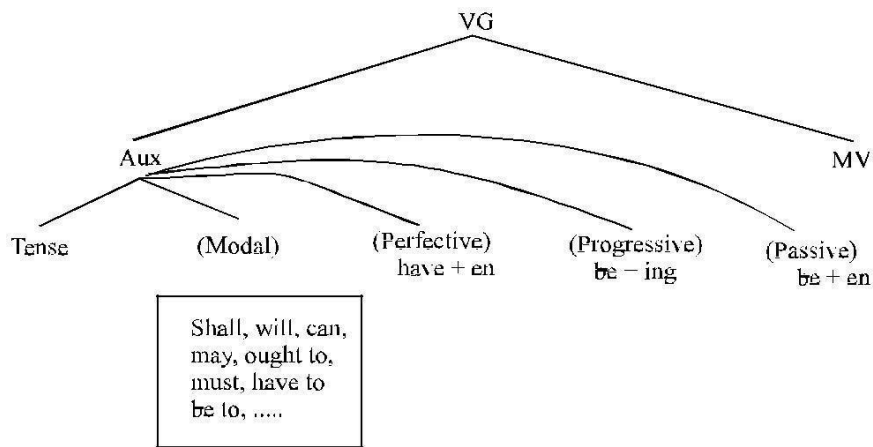 VG
Aux MV
Tense (Modal) (Perfective) (Progressive) (Passive)
have + en be − ing be + en
Shall, will, can,
may, ought to,
must, have to
be to, .....